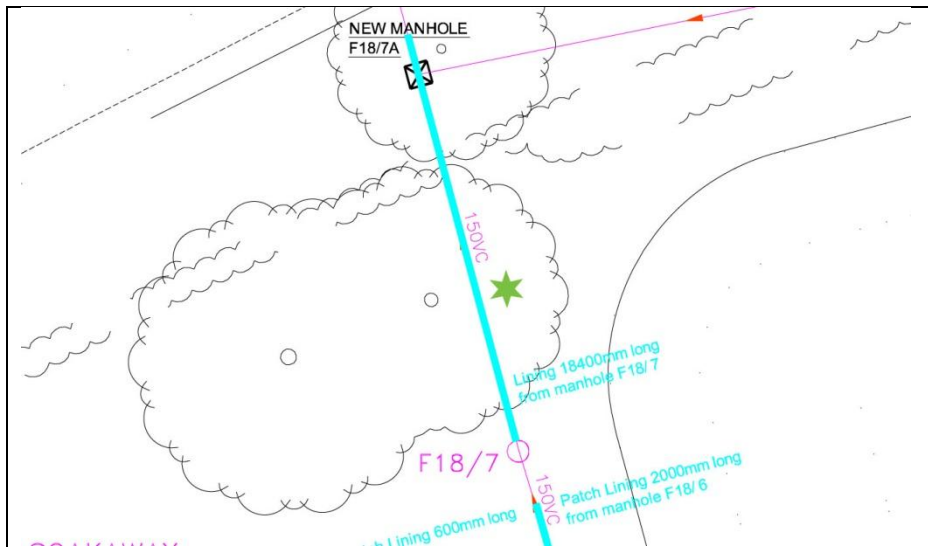 NEW MANHOLE
F18/7A
150VC
Lining 18400mm long
from manhole F18/7
F18/7
150VC
Patch Lining 2000mm long
from manhole F18/6
Lining 600mm long